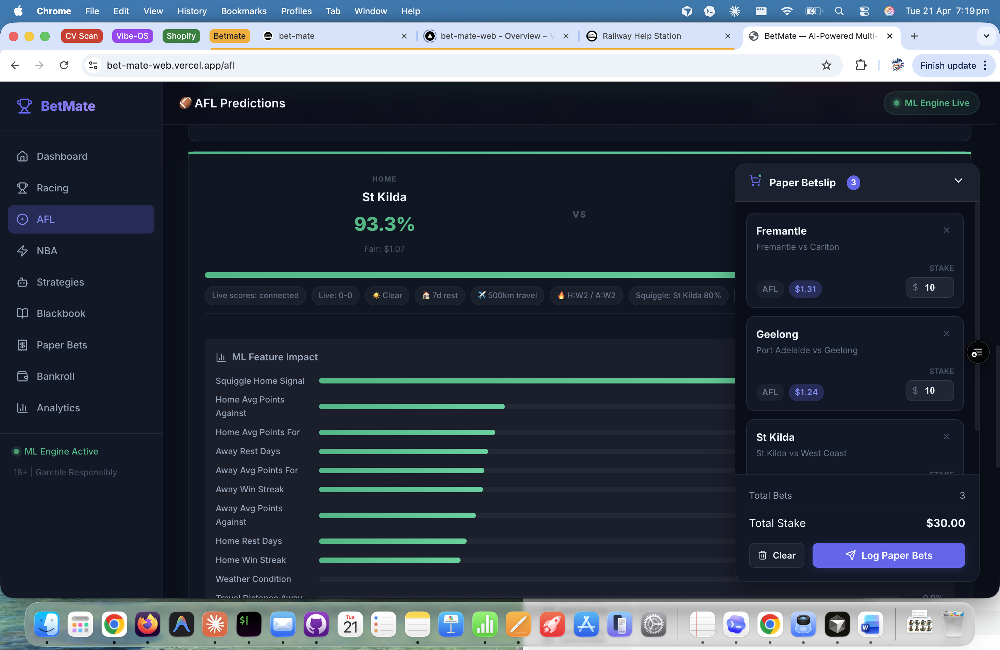 Chrome File Edit View History Bookmarks Profiles Tab Window Help
Tue 21 Apr 7:19 pm
CV Scan
Vibe-OS
Shopify
Betmate
bet-mate
bet-mate-web - Overview –
Railway Help Station
BetMate — AI-Powered Multi-
bet-mate-web.vercel.app/afl
Finish update
BetMate
Dashboard
Racing
AFL
NBA
Strategies
Blackbook
Paper Bets
Bankroll
Analytics
ML Engine Active
18+ | Gamble Responsibly
AFL Predictions
ML Engine Live
HOME
St Kilda
93.3%
Fair: $1.07
VS
Live scores: connected
Live: 0-0
Clear
7d rest
500km travel
H:W2 / A:W2
Squiggle: St Kilda 80%
ML Feature Impact
Squiggle Home Signal
Home Avg Points
Against
Home Avg Points For
Away Rest Days
Away Avg Points For
Away Win Streak
Away Avg Points
Against
Home Rest Days
Home Win Streak
Weather Condition
Travel Distance Away
0.0%
Paper Betslip 3
Fremantle
Fremantle vs Carlton
STAKE
AFL $1.31 $ 10
Geelong
Port Adelaide vs Geelong
STAKE
AFL $1.24 $ 10
St Kilda
St Kilda vs West Coast
STAKE
Total Bets 3
Total Stake $30.00
Clear
Log Paper Bets
Tue
21